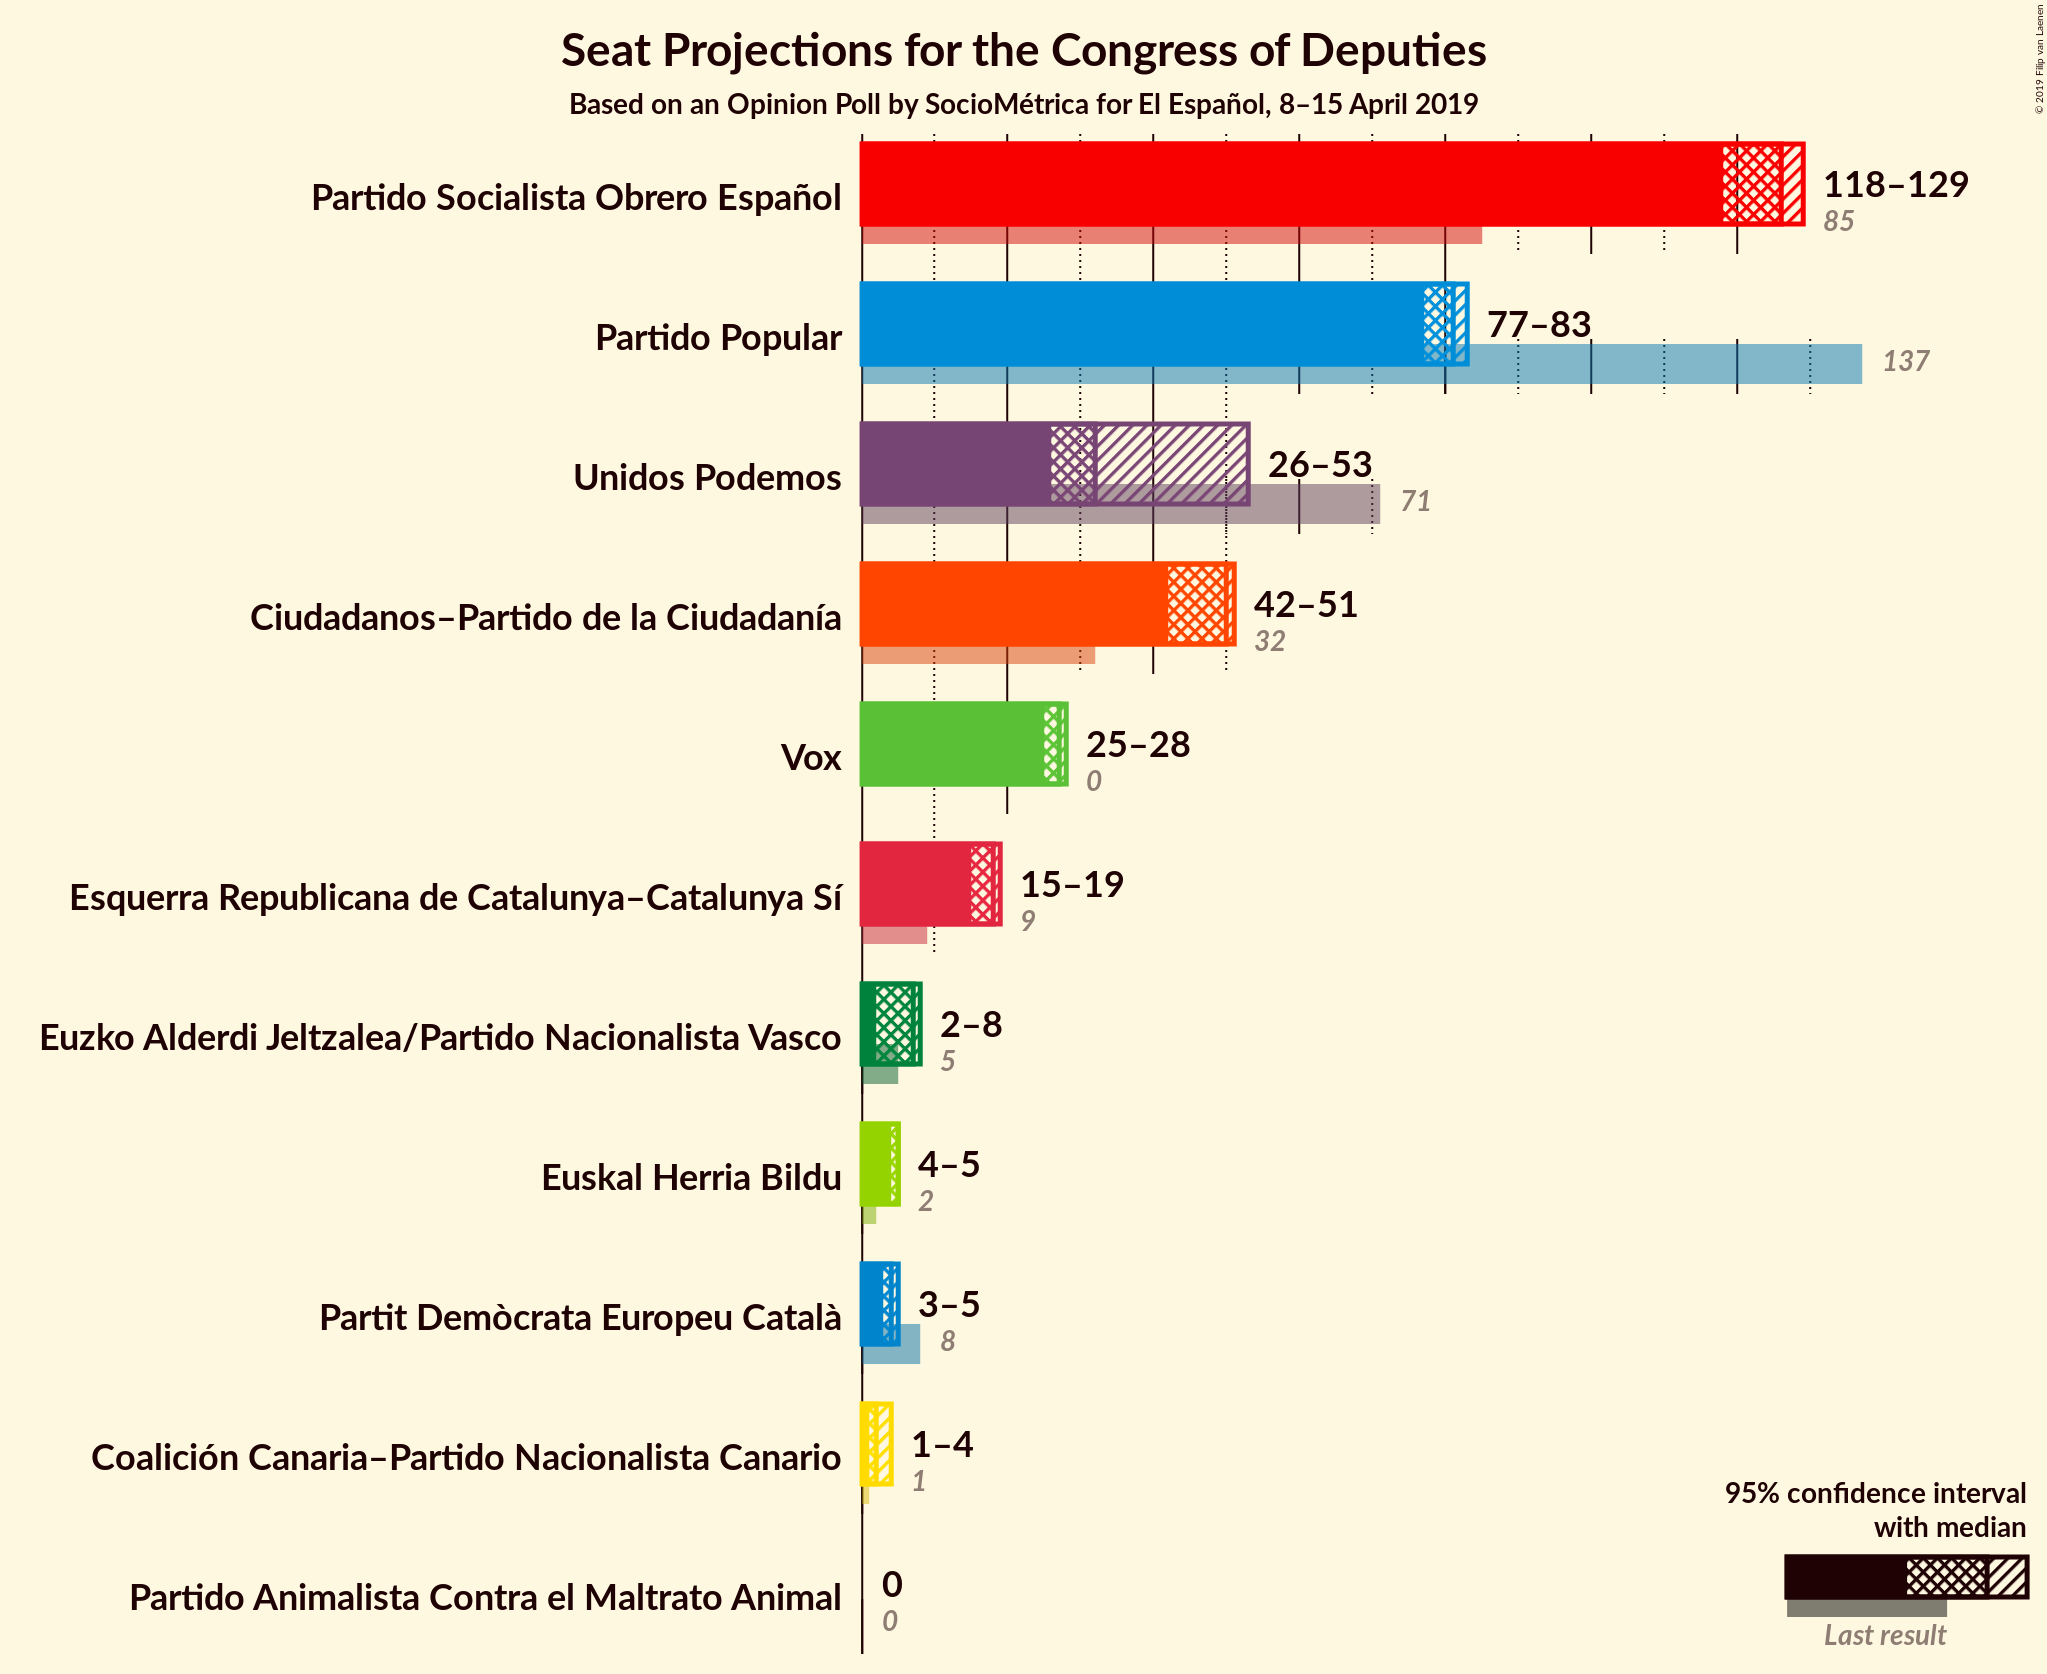 Seat Projections for the Congress of Deputies
Based on an Opinion Poll by SocioMétrica for El Español, 8–15 April 2019
© 2019 Filip van Laenen
Partido Socialista Obrero Español
118–129
85
Partido Popular
77–83
137
Unidos Podemos
26–53
71
Ciudadanos–Partido de la Ciudadanía
42–51
32
Vox
25–28
0
Esquerra Republicana de Catalunya–Catalunya Sí
15–19
9
Euzko Alderdi Jeltzalea/Partido Nacionalista Vasco
2–8
5
Euskal Herria Bildu
4–5
2
Partit Demòcrata Europeu Català
3–5
8
Coalición Canaria–Partido Nacionalista Canario
1–4
1
Partido Animalista Contra el Maltrato Animal
0
0
95% confidence interval
with median
Last result